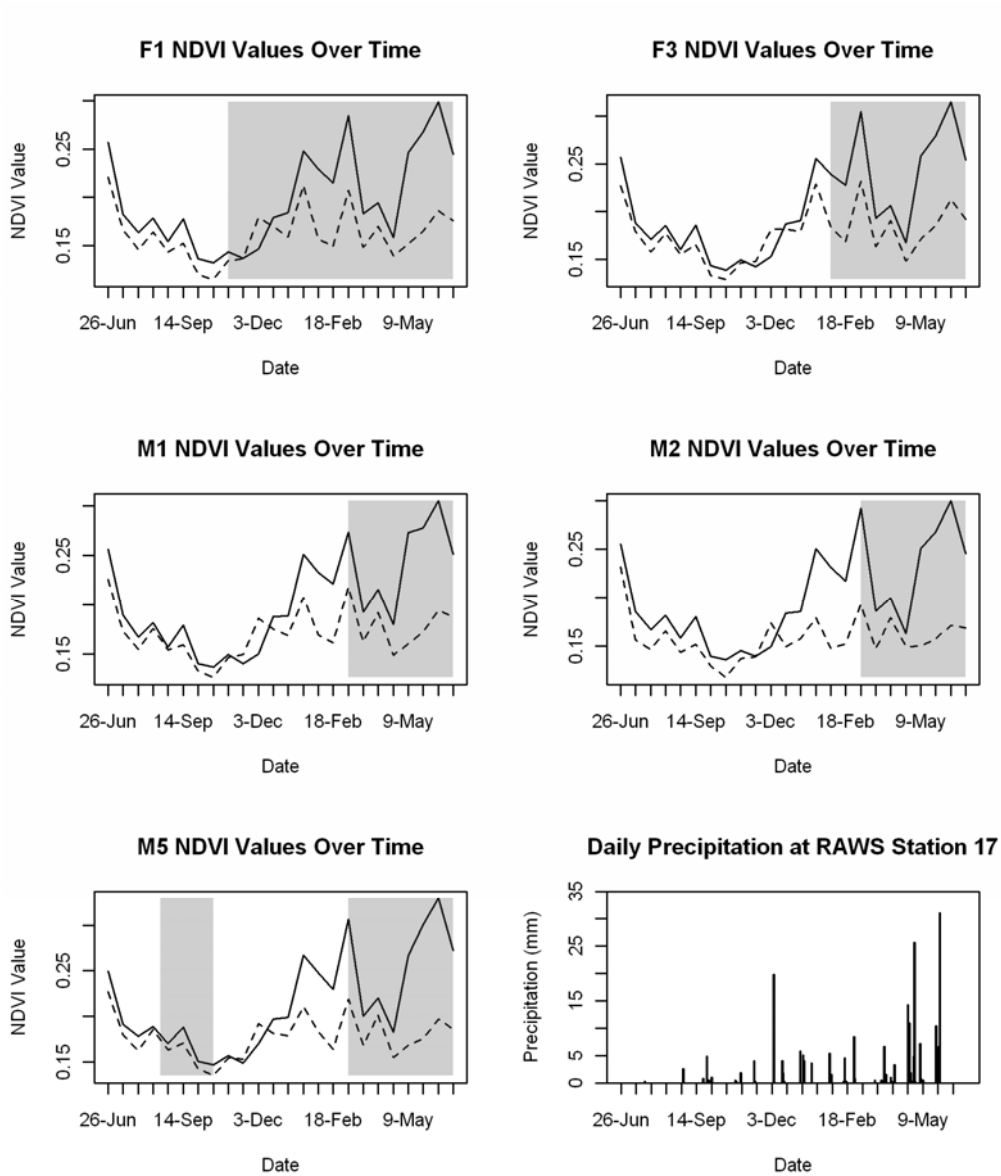 F1 NDVI Values Over Time
NDVI Value
0.25
0.15
26-Jun 14-Sep 3-Dec 18-Feb 9-May
Date
F3 NDVI Values Over Time
NDVI Value
0.25
0.15
26-Jun 14-Sep 3-Dec 18-Feb 9-May
Date
M1 NDVI Values Over Time
NDVI Value
0.25
0.15
26-Jun 14-Sep 3-Dec 18-Feb 9-May
Date
M2 NDVI Values Over Time
NDVI Value
0.25
0.15
26-Jun 14-Sep 3-Dec 18-Feb 9-May
Date
M5 NDVI Values Over Time
NDVI Value
0.25
0.15
26-Jun 14-Sep 3-Dec 18-Feb 9-May
Date
Daily Precipitation at RAWS Station 17
Precipitation (mm)
35
25
15
5
0
26-Jun 14-Sep 3-Dec 18-Feb 9-May
Date